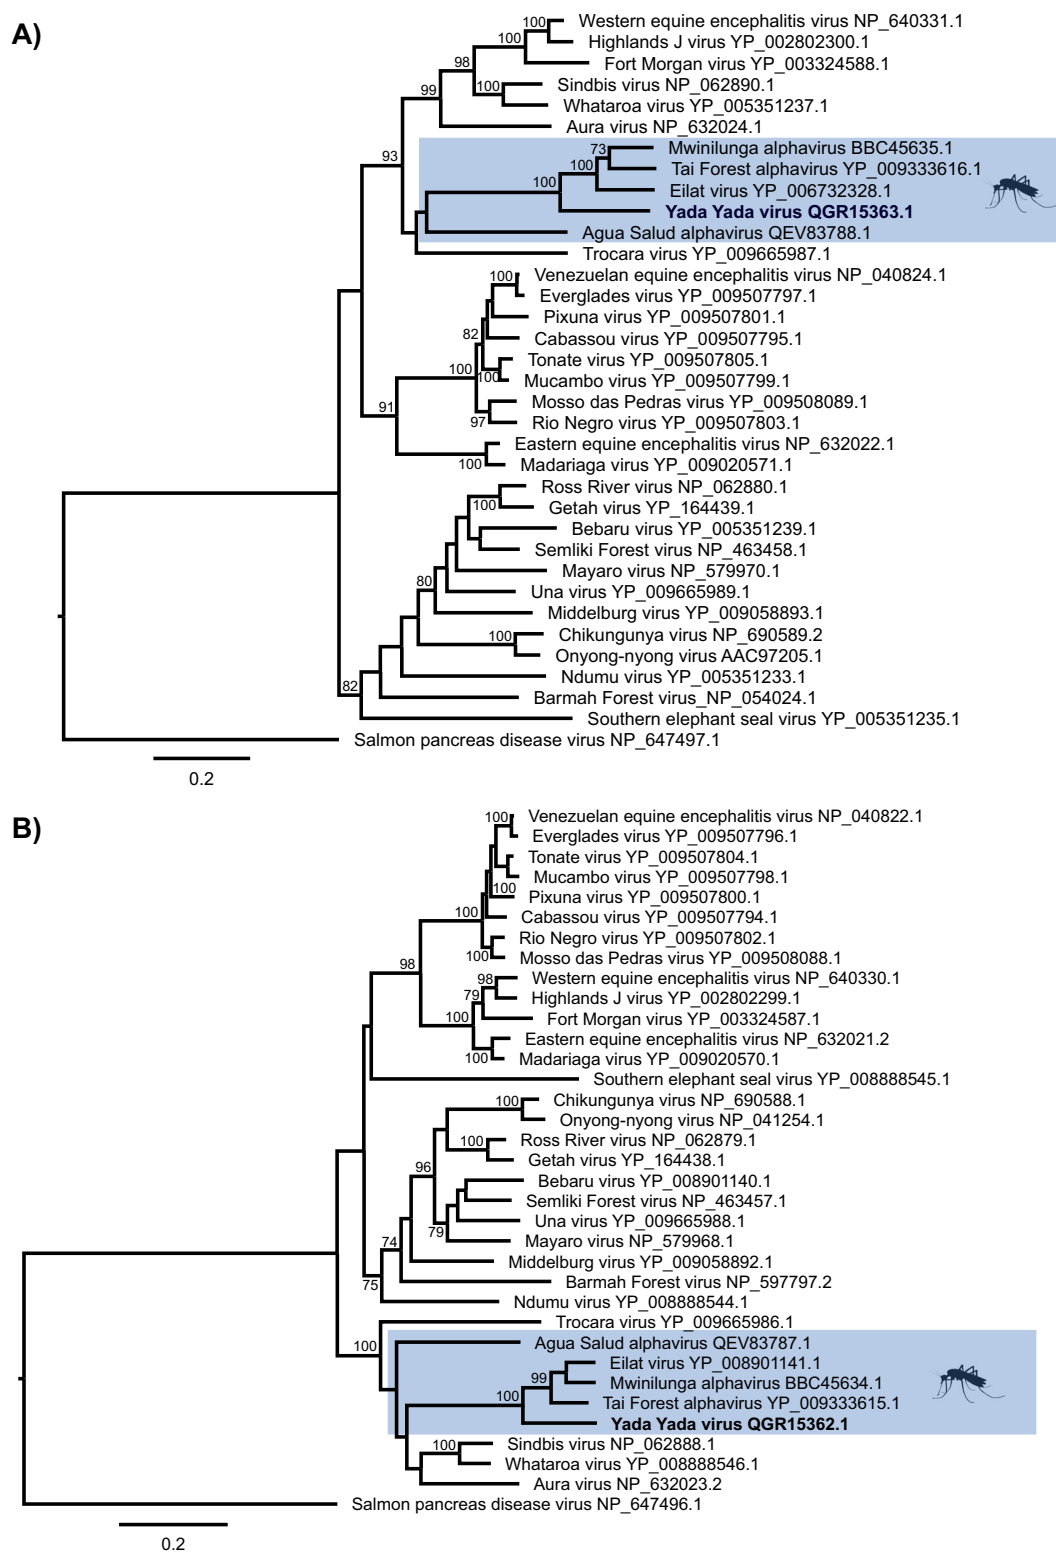 A)
100 Western equine encephalitis virus NP_640331.1
100 Highlands J virus YP_002802300.1
Fort Morgan virus YP_003324588.1
98
100 Sindbis virus NP_062890.1
99
Whataroa virus YP_005351237.1
Aura virus NP_632024.1
73 Mwinilunga alphavirus BBC45635.1
93
100 Tai Forest alphavirus YP_009333616.1
100 Eilat virus YP_006732328.1
Yada Yada virus QGR15363.1
Agua Salud alphavirus QEV83788.1
Trocara virus YP_009665987.1
100 Venezuelan equine encephalitis virus NP_040824.1
Everglades virus YP_009507797.1
Pixuna virus YP_009507801.1
82 Cabassou virus YP_009507795.1
Tonate virus YP_009507805.1
100
100 Mucambo virus YP_009507799.1
91 Mosso das Pedras virus YP_009508089.1
97 Rio Negro virus YP_009507803.1
Eastern equine encephalitis virus NP_632022.1
100 Madariaga virus YP_009020571.1
Ross River virus NP_062880.1
100 Getah virus YP_164439.1
Bebaru virus YP_005351239.1
Semliki Forest virus NP_463458.1
Mayaro virus NP_579970.1
80 Una virus YP_009665989.1
Middelburg virus YP_009058893.1
100 Chikungunya virus NP_690589.2
Onyong-nyong virus AAC97205.1
Ndumu virus YP_005351233.1
82 Barmah Forest virus_NP_054024.1
Southern elephant seal virus YP_005351235.1
Salmon pancreas disease virus NP_647497.1
0.2
B)
100 Venezuelan equine encephalitis virus NP_040822.1
Everglades virus YP_009507796.1
Tonate virus YP_009507804.1
Mucambo virus YP_009507798.1
100
Pixuna virus YP_009507800.1
100 Cabassou virus YP_009507794.1
Rio Negro virus YP_009507802.1
100 Mosso das Pedras virus YP_009508088.1
98
98 Western equine encephalitis virus NP_640330.1
79 Highlands J virus YP_002802299.1
100 Fort Morgan virus YP_003324587.1
Eastern equine encephalitis virus NP_632021.2
100 Madariaga virus YP_009020570.1
Southern elephant seal virus YP_008888545.1
100 Chikungunya virus NP_690588.1
Onyong-nyong virus NP_041254.1
100 Ross River virus NP_062879.1
Getah virus YP_164438.1
96
Bebaru virus YP_008901140.1
Semliki Forest virus NP_463457.1
Una virus YP_009665988.1
79 Mayaro virus NP_579968.1
74
Middelburg virus YP_009058892.1
75 Barmah Forest virus NP_597797.2
Ndumu virus YP_008888544.1
Trocara virus YP_009665986.1
100 Agua Salud alphavirus QEV83787.1
Eilat virus YP_008901141.1
99 Mwinilunga alphavirus BBC45634.1
100 Tai Forest alphavirus YP_009333615.1
Yada Yada virus QGR15362.1
100 Sindbis virus NP_062888.1
Whataroa virus YP_008888546.1
Aura virus NP_632023.2
Salmon pancreas disease virus NP_647496.1
0.2